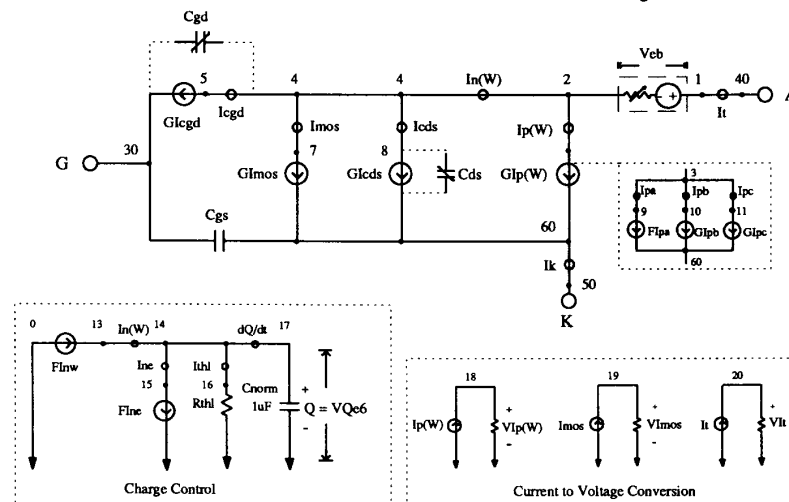 Cgd
Veb
5
4
4
In(W)
2
1
40
A
Icgd
It
GIcgd
Imos
Icds
Ip(W)
G
30
7
8
GImos
GIcds
Cds
GIp(W)
3
Ipa
Ipb
Ipc
9
10
11
FIpa
GIpb
GIpc
60
Cgs
60
Ik
50
K
0
13
In(W)
14
dQ/dt
17
FInw
Ine
Ithl
15
16
Cnorm
+
FIne
Rthl
1uF
Q = VQe6
-
Charge Control
18
19
20
Ip(W)
+
VIp(W)
-
Imos
+
VImos
-
It
+
VIt
-
Current to Voltage Conversion